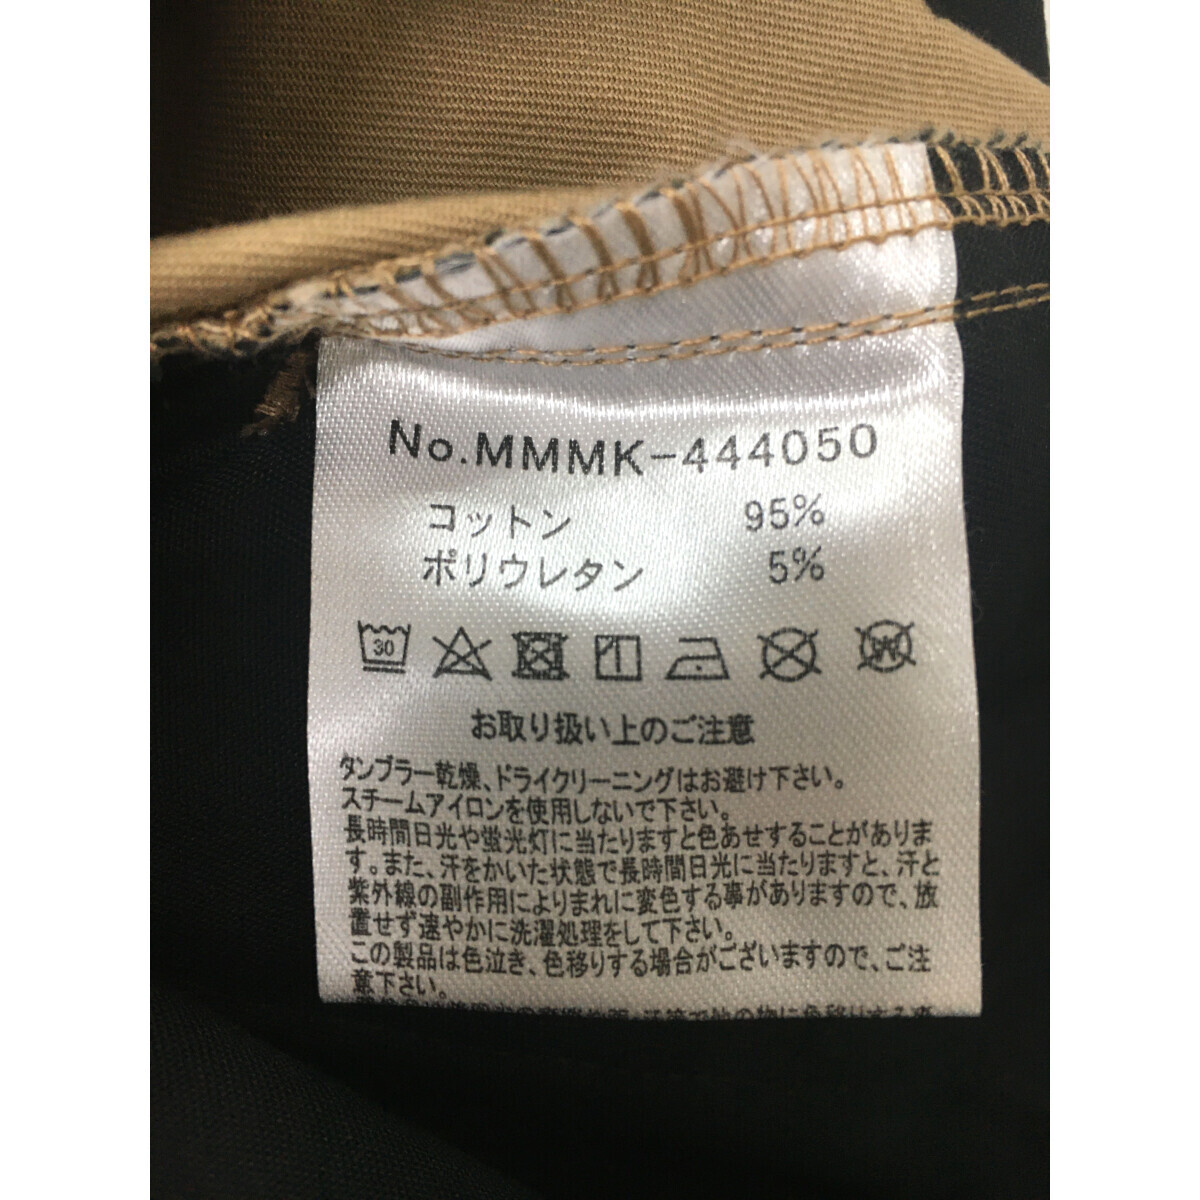 No.MMMK-444050
コットン 95%
ポリウレタン 5%
30
W
お取り扱い上のご注意
タンブラー乾燥、ドライクリーニングはお避け下さい。
スチームアイロンを使用しないで下さい。
長時間日光や蛍光灯に当たりますと色あせすることがありま
す。また、汗をかいた状態で長時間日光に当たりますと、汗と
紫外線の副作用によりまれに変色する事がありますので、放
置せず速やかに洗濯処理をして下さい。
この製品は色泣き、色移りする場合がございますので、ご注
意下さい。